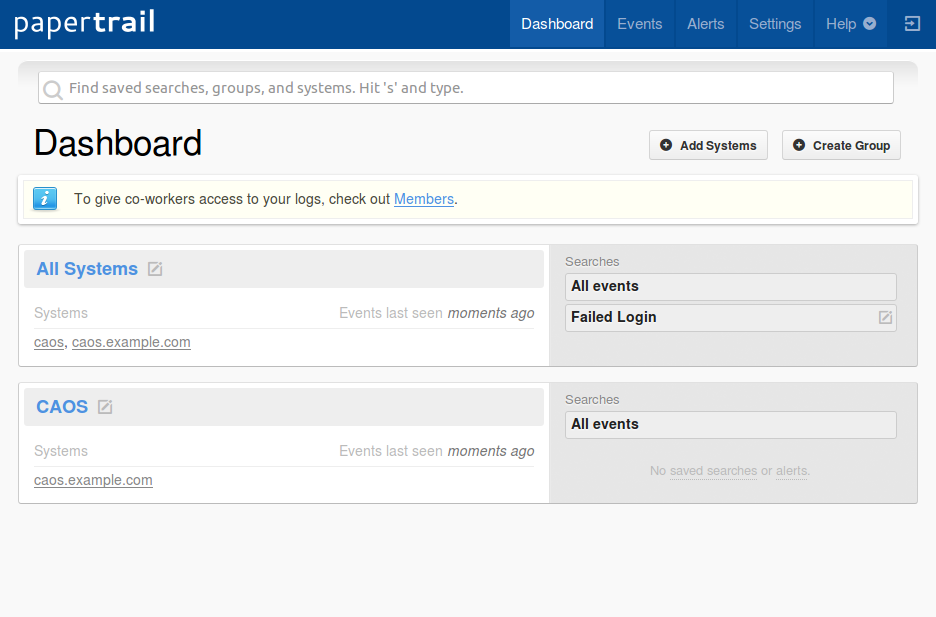 papertrail
Dashboard Events Alerts Settings Help
Find saved searches, groups, and systems. Hit 's' and type.
Dashboard
Add Systems Create Group
i To give co-workers access to your logs, check out Members.
All Systems
Systems Events last seen moments ago
caos, caos.example.com
Searches
All events
Failed Login
CAOS
Systems Events last seen moments ago
caos.example.com
Searches
All events
No saved searches or alerts.